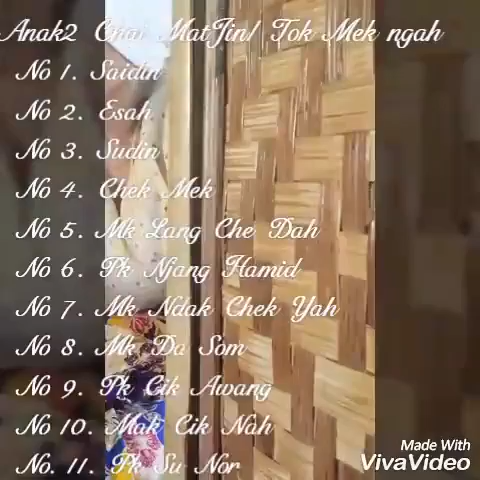 Anak2 Chai MatJin/ Tok Mek ngah
No 1. Saidin
No 2. Esah
No 3. Sudin
No 4. Chek Mek
No 5. Mk Lang Che Dah
No 6. Pk Njang Hamid
No 7. Mk Ndak Chek Yah
No 8. Mk Da Som
No 9. Pk Cik Awang
No 10. Mak Cik Nah
No. 11. Pk Su Nor
Made With
VivaVideo